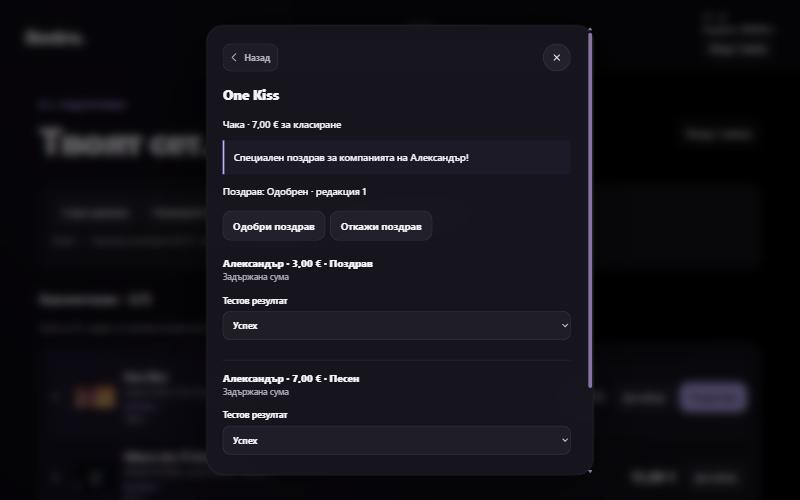 Назад
One Kiss
Чака · 7,00 € за класиране
Специален поздрав за компанията на Александър!
Поздрав: Одобрен · редакция 1
Одобри поздрав
Откажи поздрав
Александър · 3,00 € · Поздрав
Задържана сума
Тестов резултат
Успех
Александър · 7,00 € · Песен
Задържана сума
Тестов резултат
Успех
Твоят сет.